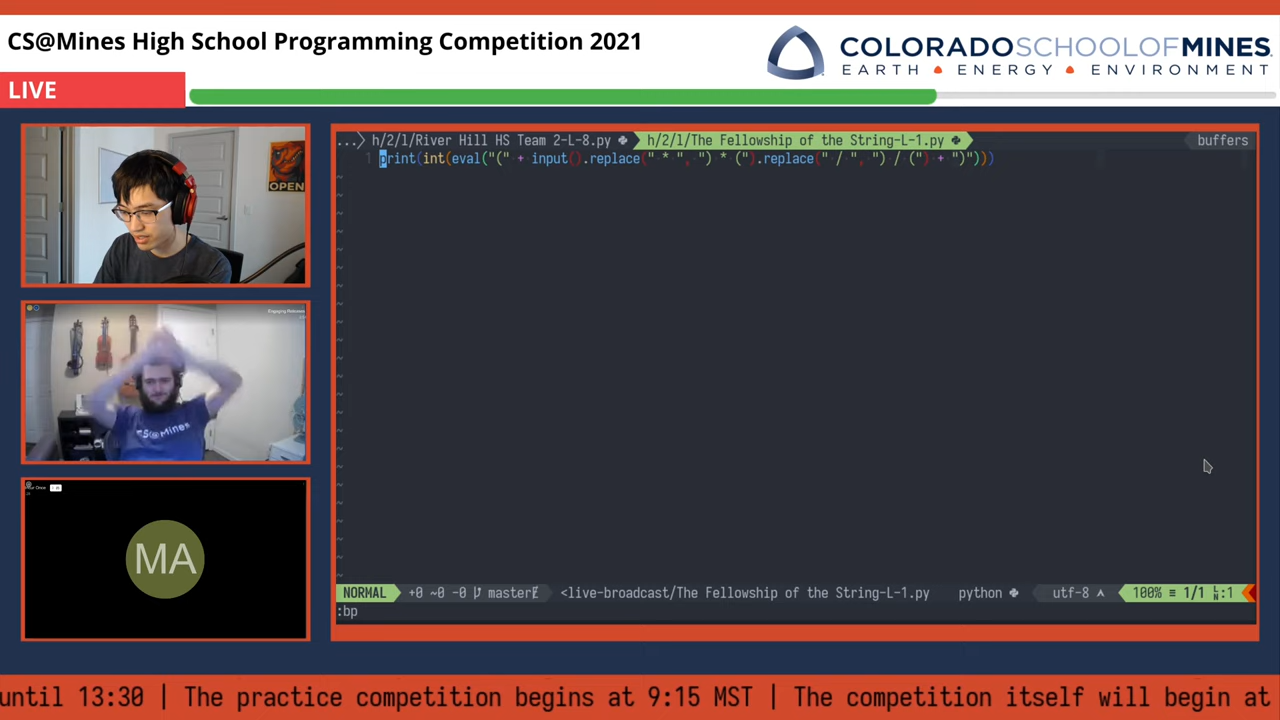 CS@Mines High School Programming Competition 2021
COLORADOSCHOOLOFMINES
EARTH • ENERGY • ENVIRONMENT
LIVE
...> h/2/l/River Hill HS Team 2-L-8.py h/2/l/The Fellowship of the String-L-1.py buffers
1 print(int(eval("(" + input().replace(" * ", ") * (").replace(" / ", ") / (") + ")")))
OPEN
CS@Mines
MA
NORMAL +0 ~0 -0 master <live-broadcast/The Fellowship of the String-L-1.py python utf-8 100% 1/1 :1
:bp
until 13:30 | The practice competition begins at 9:15 MST | The competition itself will begin at